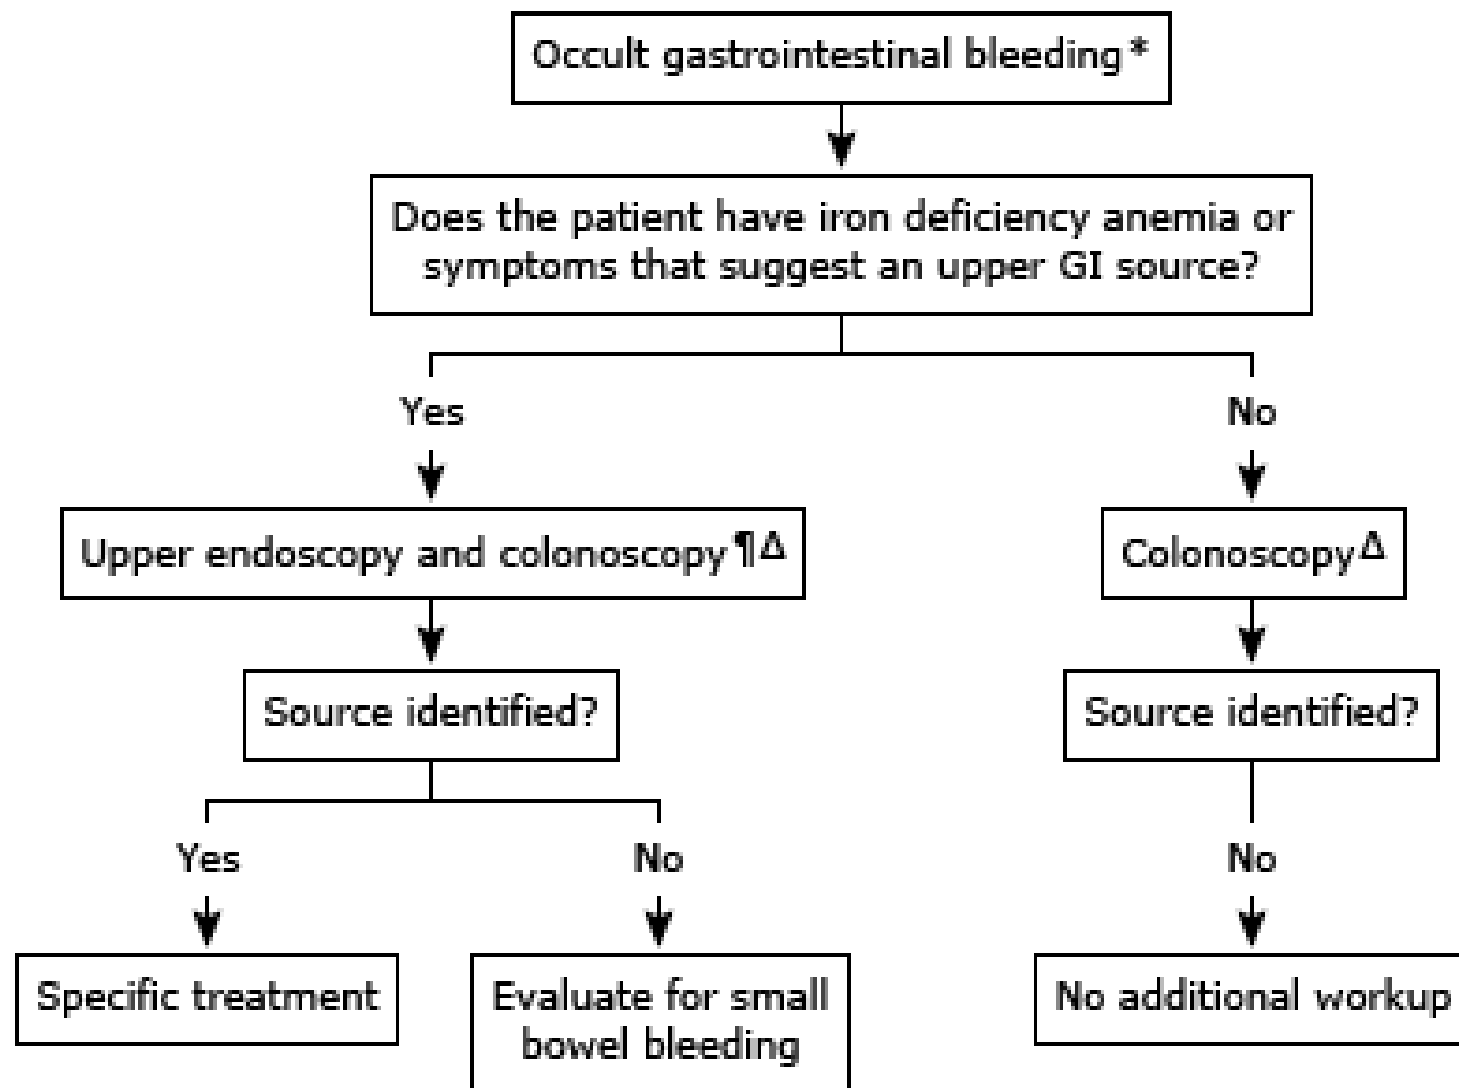 Occult gastrointestinal bleeding*
Does the patient have iron deficiency anemia or
symptoms that suggest an upper GI source?
Yes
No
Upper endoscopy and colonoscopy¶Δ
ColonoscopyΔ
Source identified?
Source identified?
Yes
No
No
Specific treatment
Evaluate for small
bowel bleeding
No additional workup